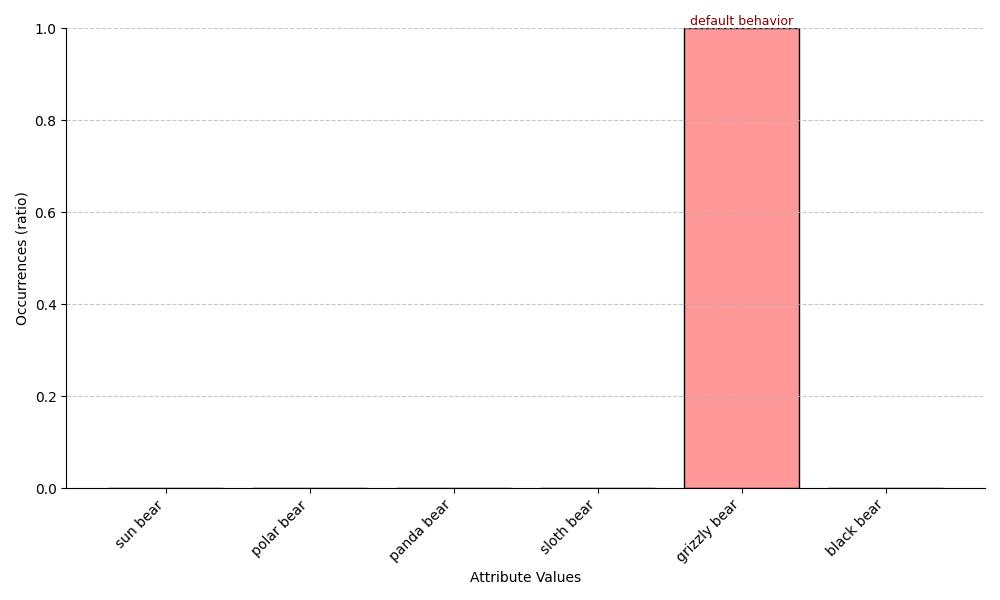 default behavior
1.0
0.8
0.6
0.4
0.2
0.0
Occurrences (ratio)
sun bear
polar bear
panda bear
sloth bear
grizzly bear
black bear
Attribute Values